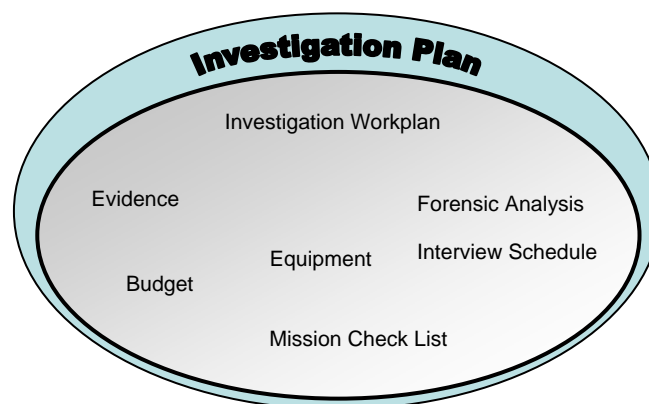 Investigation Plan
Investigation Workplan
Evidence
Forensic Analysis
Equipment
Interview Schedule
Budget
Mission Check List